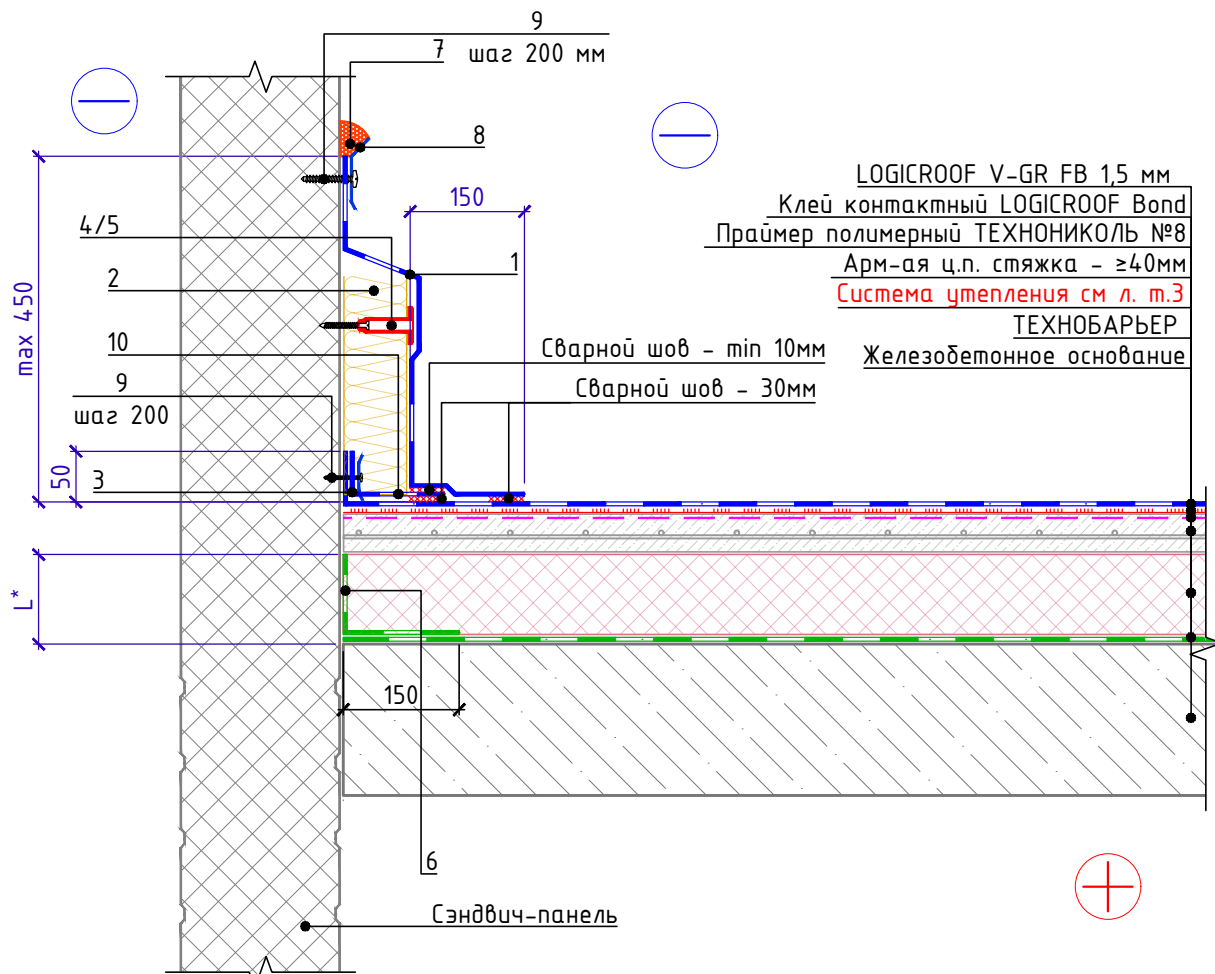 9
шаг 200 мм
7
8
150
4/5
2
1
10
9
шаг 200
3
max 450
50
L*
LOGICROOF V-GR FB 1,5 мм
Клей контактный LOGICROOF Bond
Праймер полимерный ТЕХНОНИКОЛЬ №8
Арм-ая ц.п. стяжка - ≥40мм
Система утепления см л. т.3
ТЕХНОБАРЬЕР
Железобетонное основание
Сварной шов - min 10мм
Сварной шов - 30мм
150
6
Сэндвич-панель